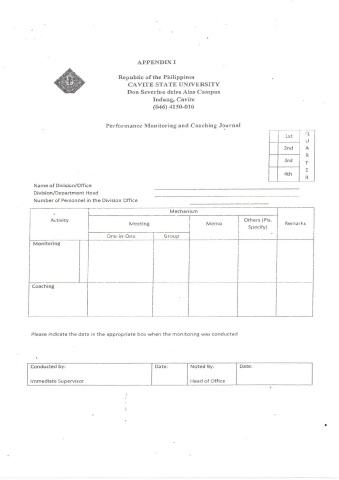 APPENDIX I
Republic of the Philippines
CAVITE STATE UNIVERSITY
Don Severino delas Alas Campus
Indang, Cavite
(046) 4150-010
Performance Monitoring and Coaching Journal
1st
2nd
3rd
4th
Q
U
A
R
T
E
R
Name of Division/Office
Division/Department Head
Number of Personnel in the Division Office
Activity
Mechanism
Meeting
Memo
Others (Pls. Specify)
Remarks
One-in-One
Group
Monitoring
Coaching
Please indicate the date in the appropriate box when the monitoring was conducted
Conducted by:
Date:
Noted By:
Date:
Immediate Supervisor
Head of Office